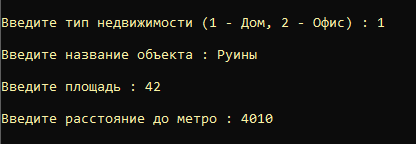 Введите тип недвижимости (1 - Дом, 2 - Офис) : 1
Введите название объекта : Руины
Введите площадь : 42
Введите расстояние до метро : 4010